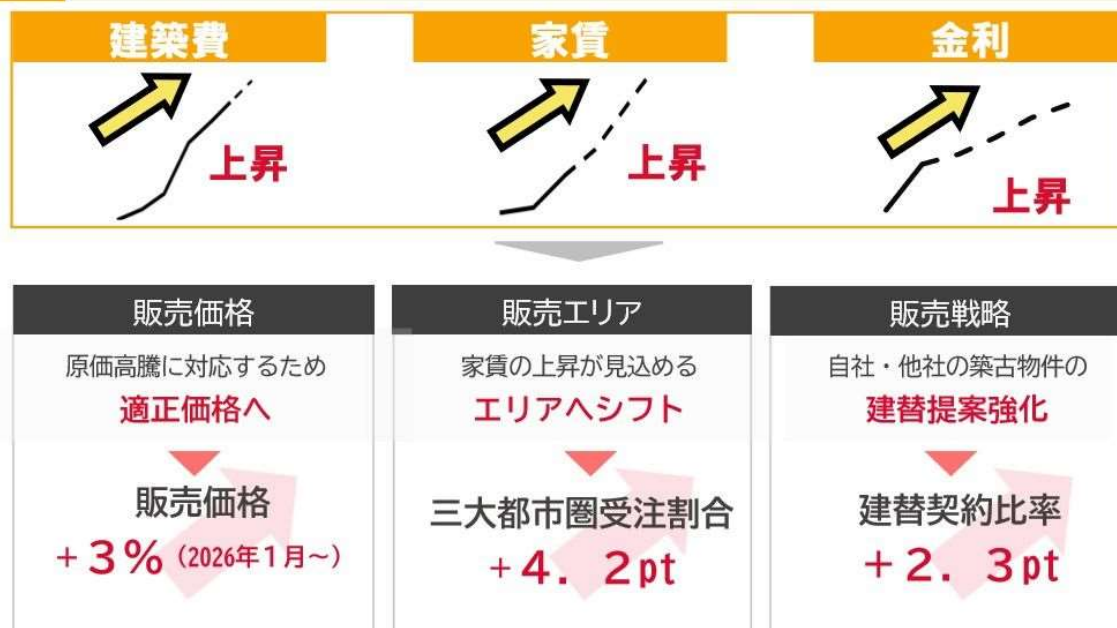 建築費
上昇
家賃
上昇
金利
上昇
販売価格
原価高騰に対応するため
適正価格へ
販売価格
+3%(2026年1月~)
販売エリア
家賃の上昇が見込める
エリアへシフト
三大都市圏受注割合
+4.2pt
販売戦略
自社・他社の築古物件の
建替提案強化
建替契約比率
+2.3pt